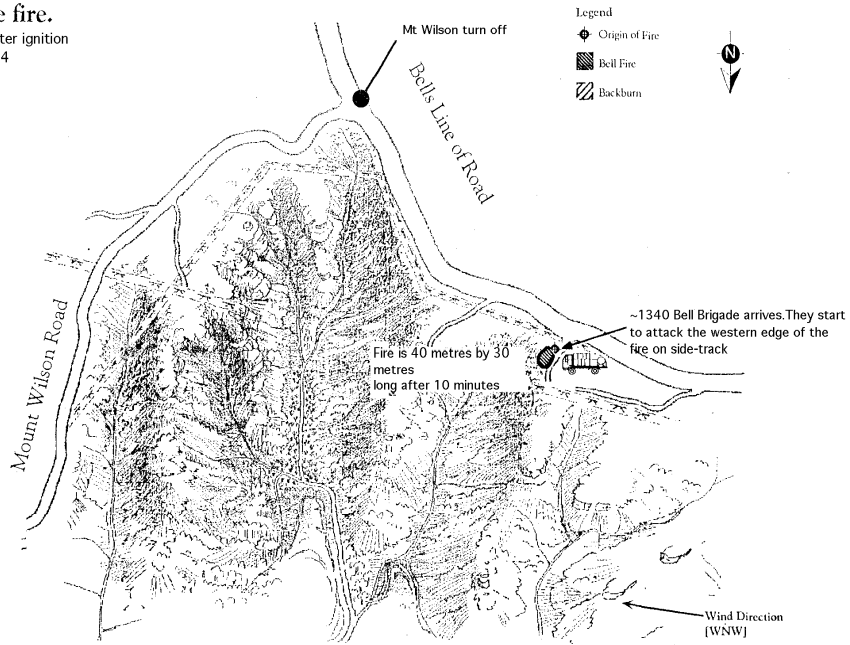 e fire.
ter ignition
4
Mt Wilson turn off
Legend
Origin of Fire
Bell Fire
Backburn
N
Bells Line of Road
Mount Wilson Road
~1340 Bell Brigade arrives.They start
to attack the western edge of the
fire on side-track
Fire is 40 metres by 30
metres
long after 10 minutes
Wind Direction
[WNW]